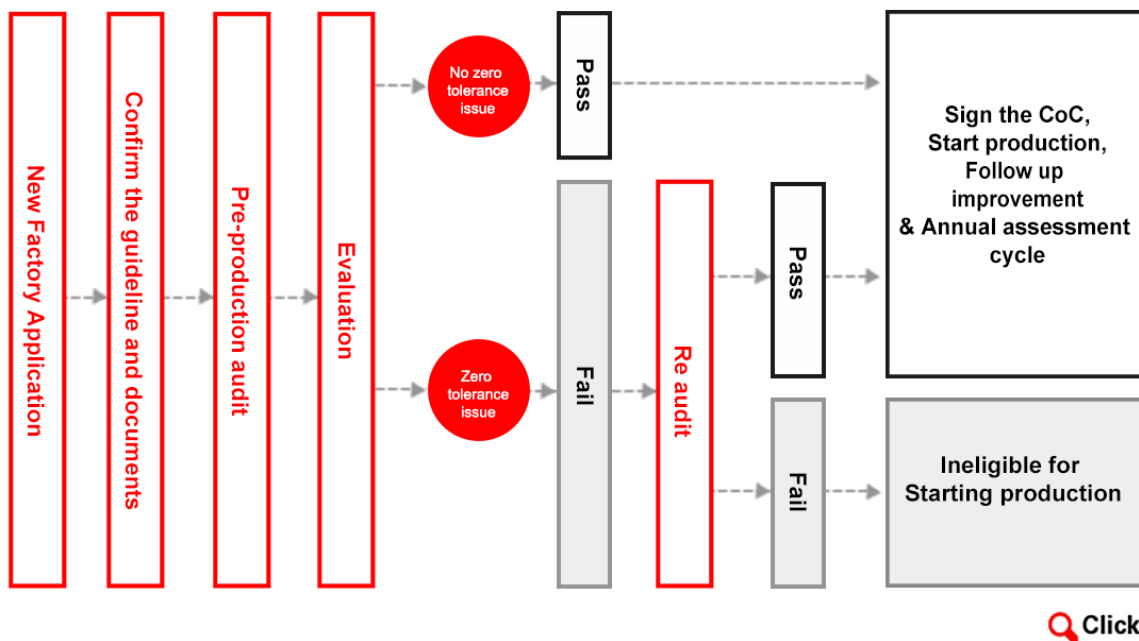 New Factory Application
Confirm the guideline and documents
Pre-production audit
Evaluation
No zero
tolerance
issue
Pass
Sign the CoC,
Start production,
Follow up
improvement
& Annual assessment
cycle
Zero
tolerance
issue
Fail
Re audit
Pass
Fail
Ineligible for
Starting production
Click